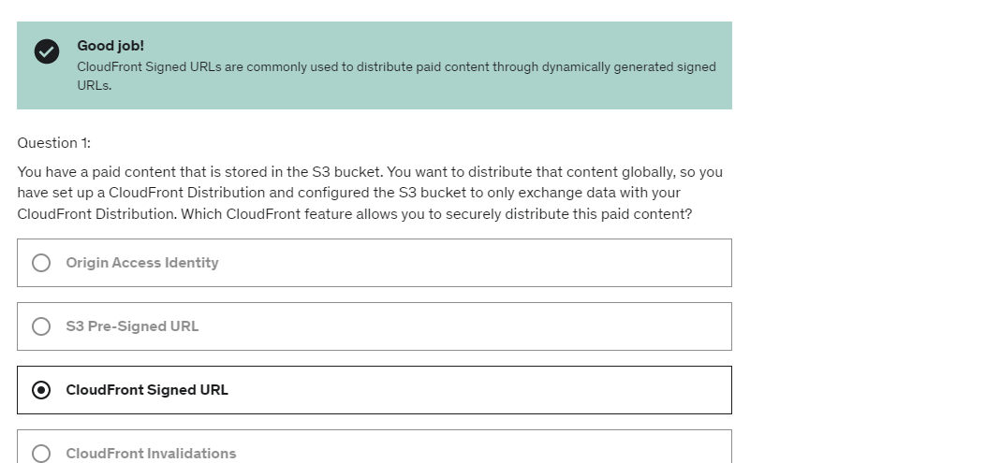 Good job!
CloudFront Signed URLs are commonly used to distribute paid content through dynamically generated signed
URLs.
Question 1:
You have a paid content that is stored in the S3 bucket. You want to distribute that content globally, so you
have set up a CloudFront Distribution and configured the S3 bucket to only exchange data with your
CloudFront Distribution. Which CloudFront feature allows you to securely distribute this paid content?
Origin Access Identity
S3 Pre-Signed URL
CloudFront Signed URL
CloudFront Invalidations